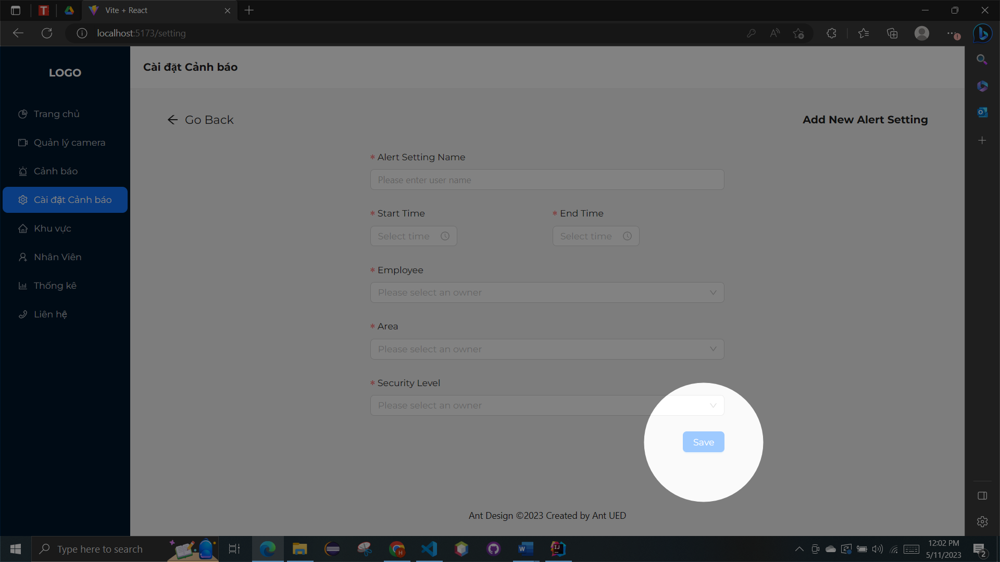 Vite + React
localhost:5173/setting
LOGO
Cài đặt Cảnh báo
Trang chủ
Quản lý camera
Cảnh báo
Cài đặt Cảnh báo
Khu vực
Nhân Viên
Thống kê
Liên hệ
Go Back
Add New Alert Setting
* Alert Setting Name
Please enter user name
* Start Time
* End Time
Select time
Select time
* Employee
Please select an owner
* Area
Please select an owner
* Security Level
Please select an owner
Save
Ant Design ©2023 Created by Ant UED
Type here to search
12:02 PM
5/11/2023
2